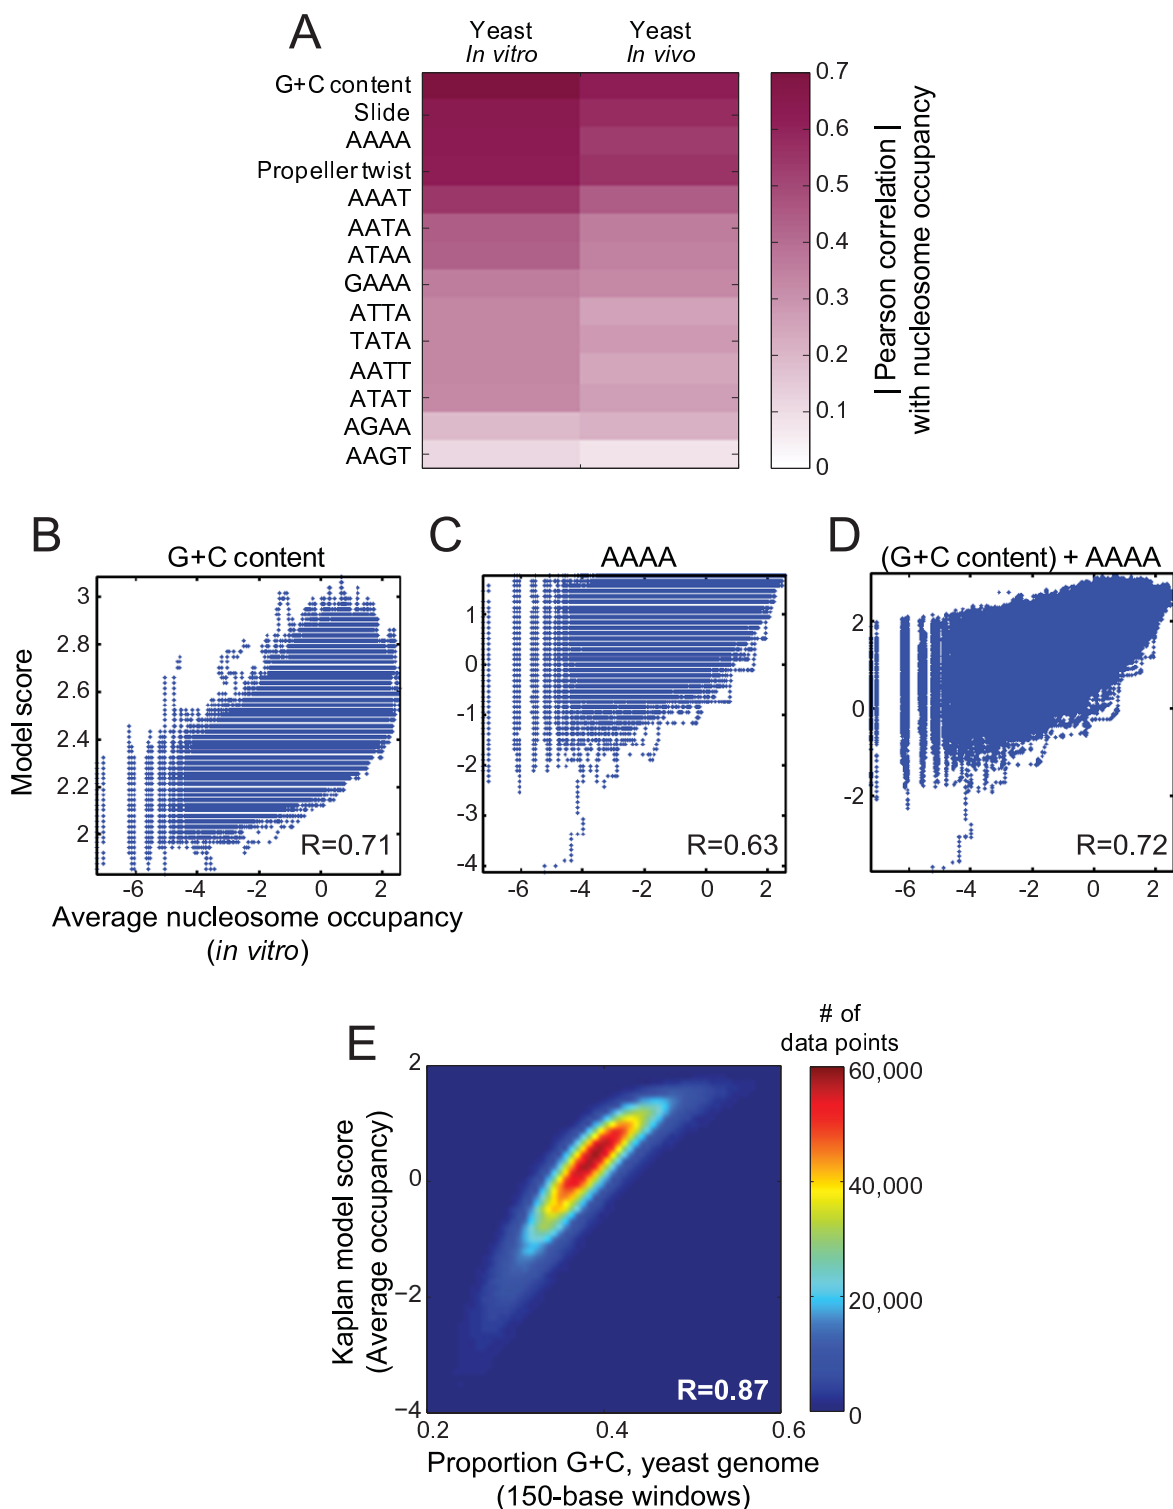 A
Yeast
In vitro
Yeast
In vivo
G+C content
Slide
AAAA
Propeller twist
AAAT
AATA
ATAA
GAAA
ATTA
TATA
AATT
ATAT
AGAA
AAGT
0.7
0.6
0.5
0.4
0.3
0.2
0.1
0
| Pearson correlation |
with nucleosome occupancy
B
G+C content
Model score
3
2.8
2.6
2.4
2.2
2
R=0.71
-6
-4
-2
0
2
Average nucleosome occupancy
(in vitro)
C
AAAA
1
0
-1
-2
-3
-4
R=0.63
-6
-4
-2
0
2
D
(G+C content) + AAAA
2
0
-2
R=0.72
-6
-4
-2
0
2
E
Kaplan model score
(Average occupancy)
2
0
−2
−4
R=0.87
0.2
0.4
0.6
Proportion G+C, yeast genome
(150-base windows)
# of
data points
60,000
40,000
20,000
0